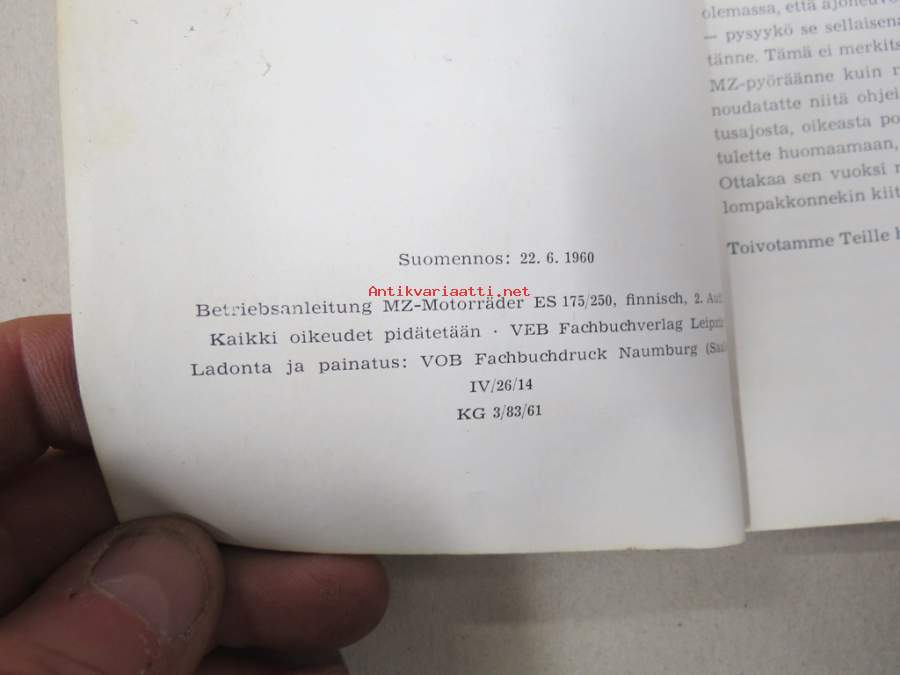 Suomennos: 22. 6. 1960
Antikvariaatti.net
Betriebsanleitung MZ-Motorräder ES 175/250, finnisch, 2.
Kaikki oikeudet pidätetään · VEB Fachbuchverlag
Ladonta ja painatus: VOB Fachbuchdruck Naumburg
IV/26/14
KG 3/83/61
olemassa, että
— pysyykö se sellaisena
tänne. Tämä ei
MZ-pyöräänne kuin
noudatatte niitä
tusajosta, oikeasta
tulette huomaamaan,
Ottakaa sen vuoksi
lompakkonnekin
Toivotamme Teille